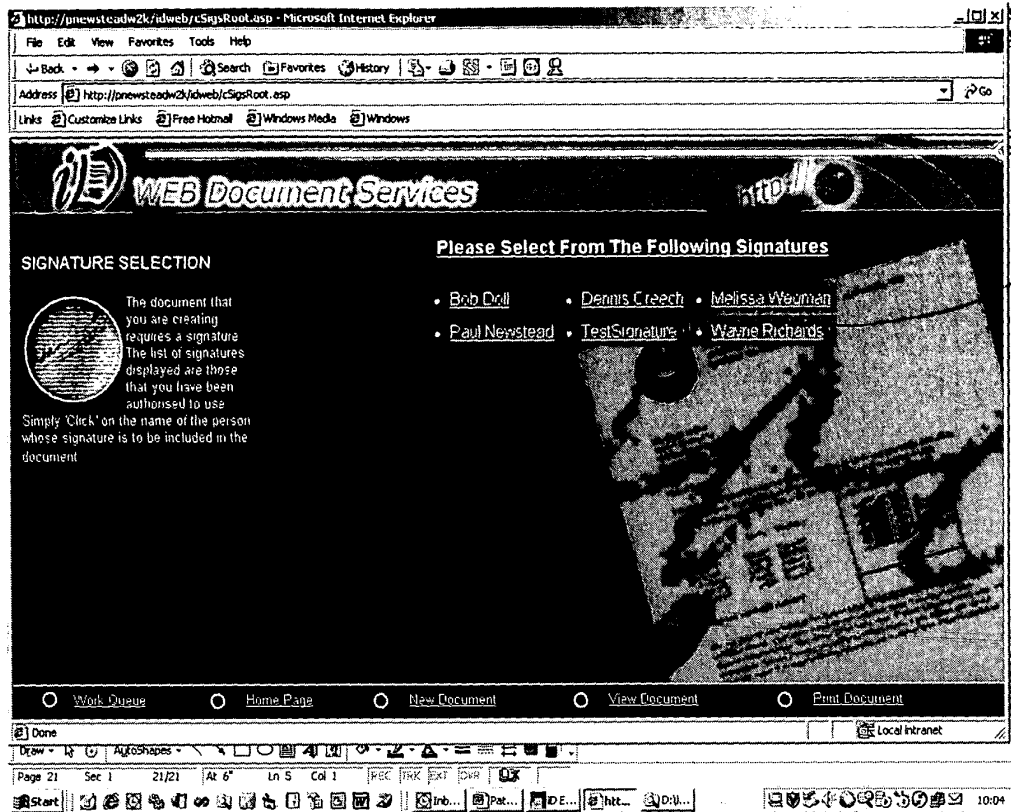 http://pnewsteadw2k/idweb/cSigsRoot.asp - Microsoft Internet Explorer
File Edit View Favorites Tools Help
Back Search Favorites History
Address http://pnewsteadw2k/idweb/cSigsRoot.asp Go
Links Customize Links Free Hotmail Windows Media Windows
iD WEB Document Services http
SIGNATURE SELECTION
The document that
you are creating
requires a signature
The list of signatures
displayed are those
that you have been
authorised to use
Simply 'Click' on the name of the person
whose signature is to be included in the
document
Please Select From The Following Signatures
• Bob Doll • Dennis Creech • Melissa Wegman
• Paul Newstead • TestSignature • Wayne Richards
Work Queue Home Page New Document View Document Print Document
Done Local intranet
Draw AutoShapes
Page 21 Sec 1 21/21 At 6" Ln 5 Col 1 REC TRK EXT OVR
Start Inb... Pat... iD E... htt... D:\I... 10:04